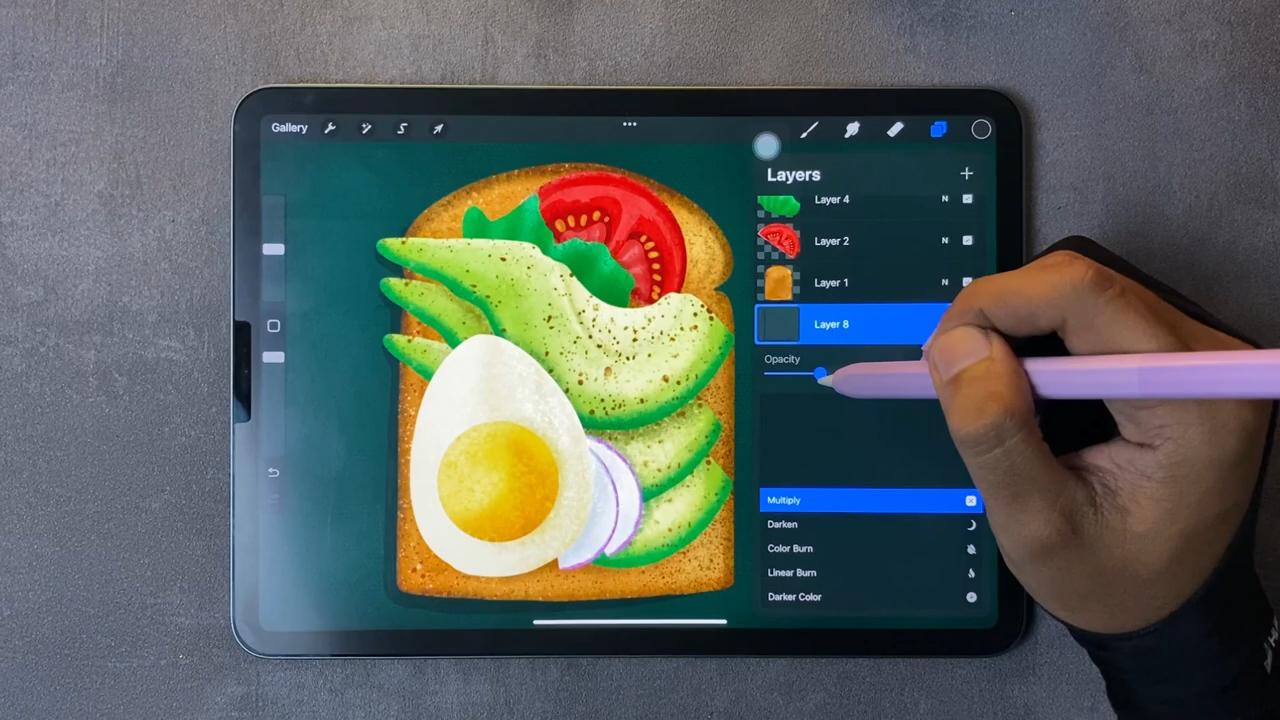 Gallery
Layers
Layer 4 N
Layer 2 N
Layer 1 N
Layer 8
Opacity
Multiply
Darken
Color Burn
Linear Burn
Darker Color